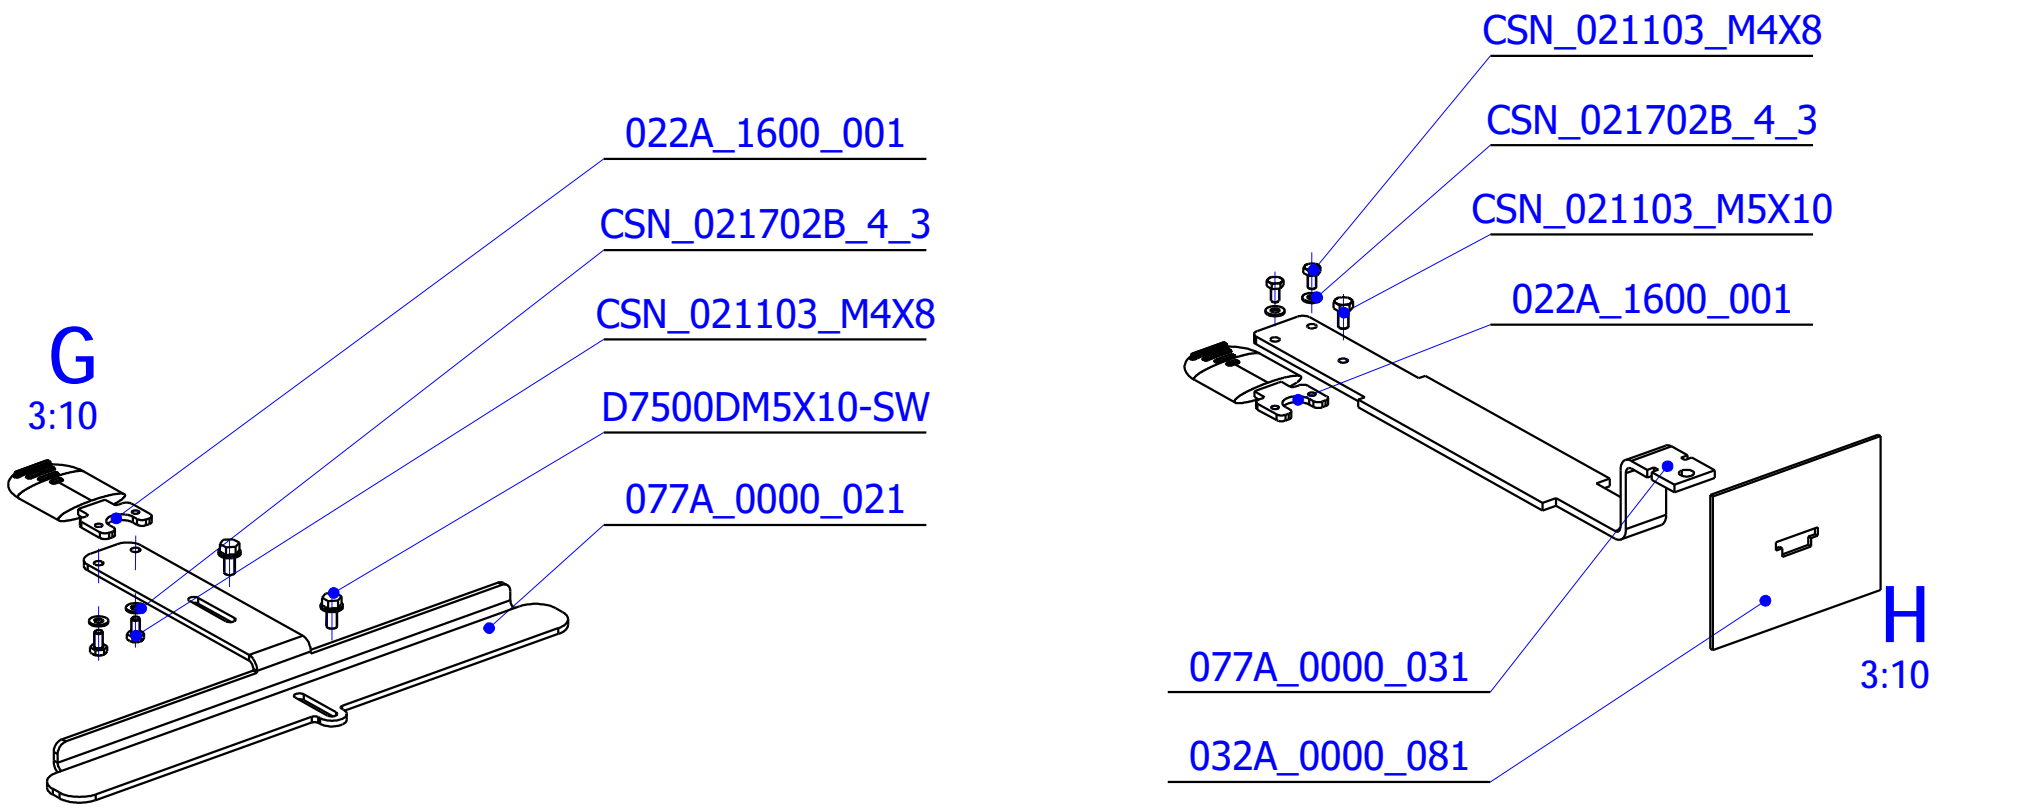 022A_1600_001
CSN_021702B_4_3
CSN_021103_M4X8
D7500DM5X10-SW
077A_0000_021
G
3:10
CSN_021103_M4X8
CSN_021702B_4_3
CSN_021103_M5X10
022A_1600_001
077A_0000_031
032A_0000_081
H
3:10